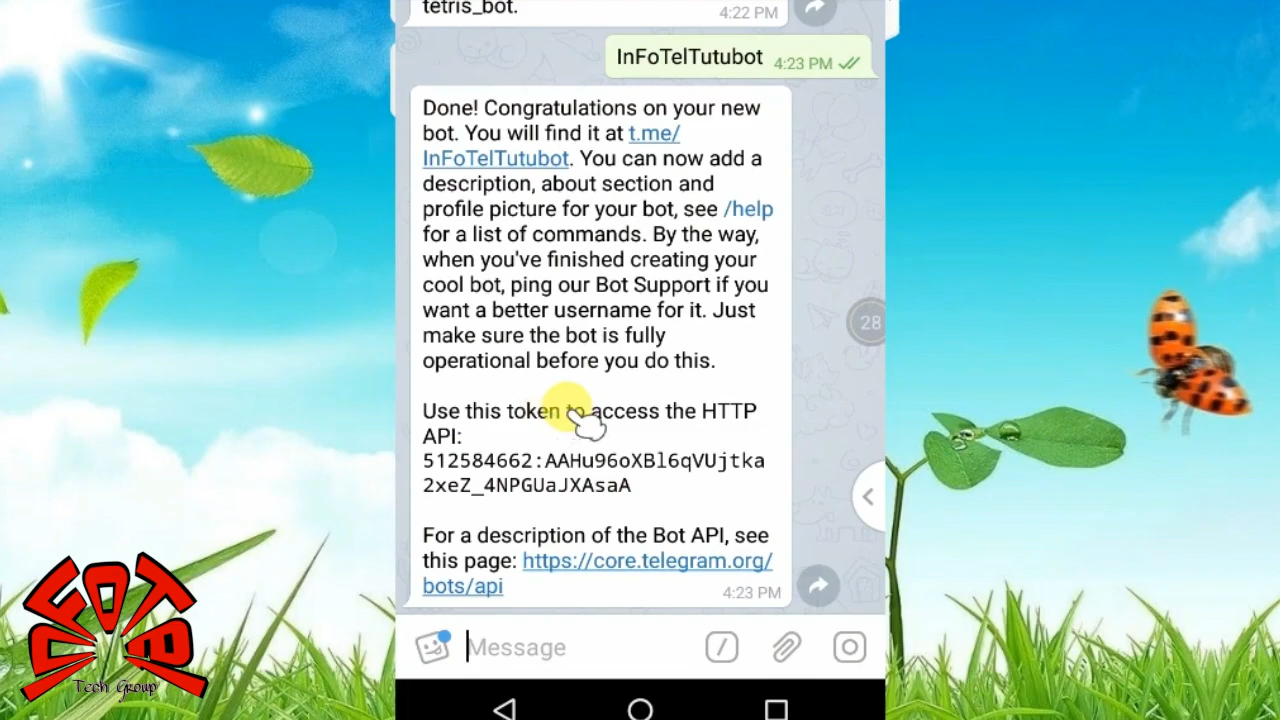 tetris_bot.
4:22 PM
InFoTelTutubot 4:23 PM
Done! Congratulations on your new
bot. You will find it at t.me/
InFoTelTutubot. You can now add a
description, about section and
profile picture for your bot, see /help
for a list of commands. By the way,
when you've finished creating your
cool bot, ping our Bot Support if you
want a better username for it. Just
make sure the bot is fully
operational before you do this.
28
Use this token to access the HTTP
API:
512584662:AAHu96oXBl6qVUjtka
2xeZ_4NPGUaJXAsaA
For a description of the Bot API, see
this page: https://core.telegram.org/
bots/api
4:23 PM
Message
Tech Group